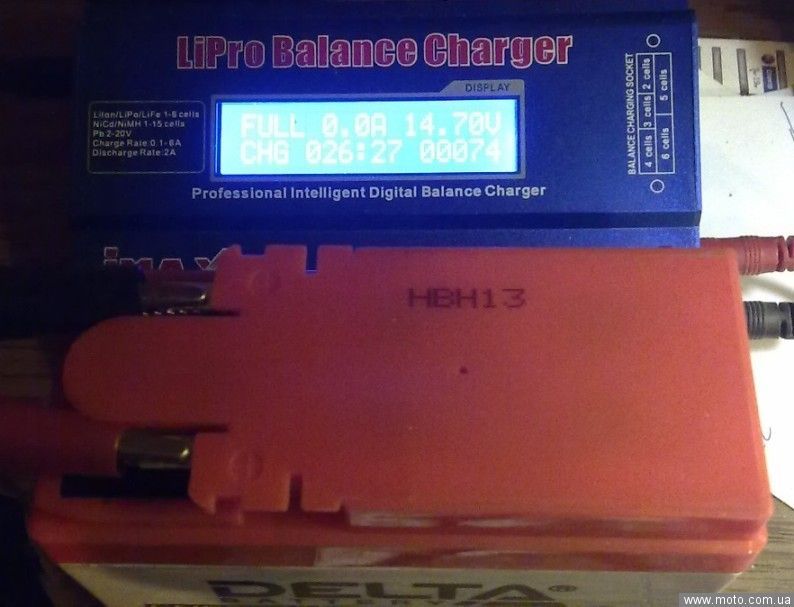 LiPro Balance Charger
DISPLAY
LiIon/LiPo/LiFe 1-6 cells
NiCd/NiMH 1-15 cells
Pb 2-20V
Charge Rate:0.1-6A
Discharge Rate:2A
FULL 0.0A 14.70V
CHG 026:27 00074
BALANCE CHARGING SOCKET
4 cells 3 cells 2 cells
6 cells 5 cells
Professional Intelligent Digital Balance Charger
iMAX
HBH13
DELTA®
www.moto.com.ua